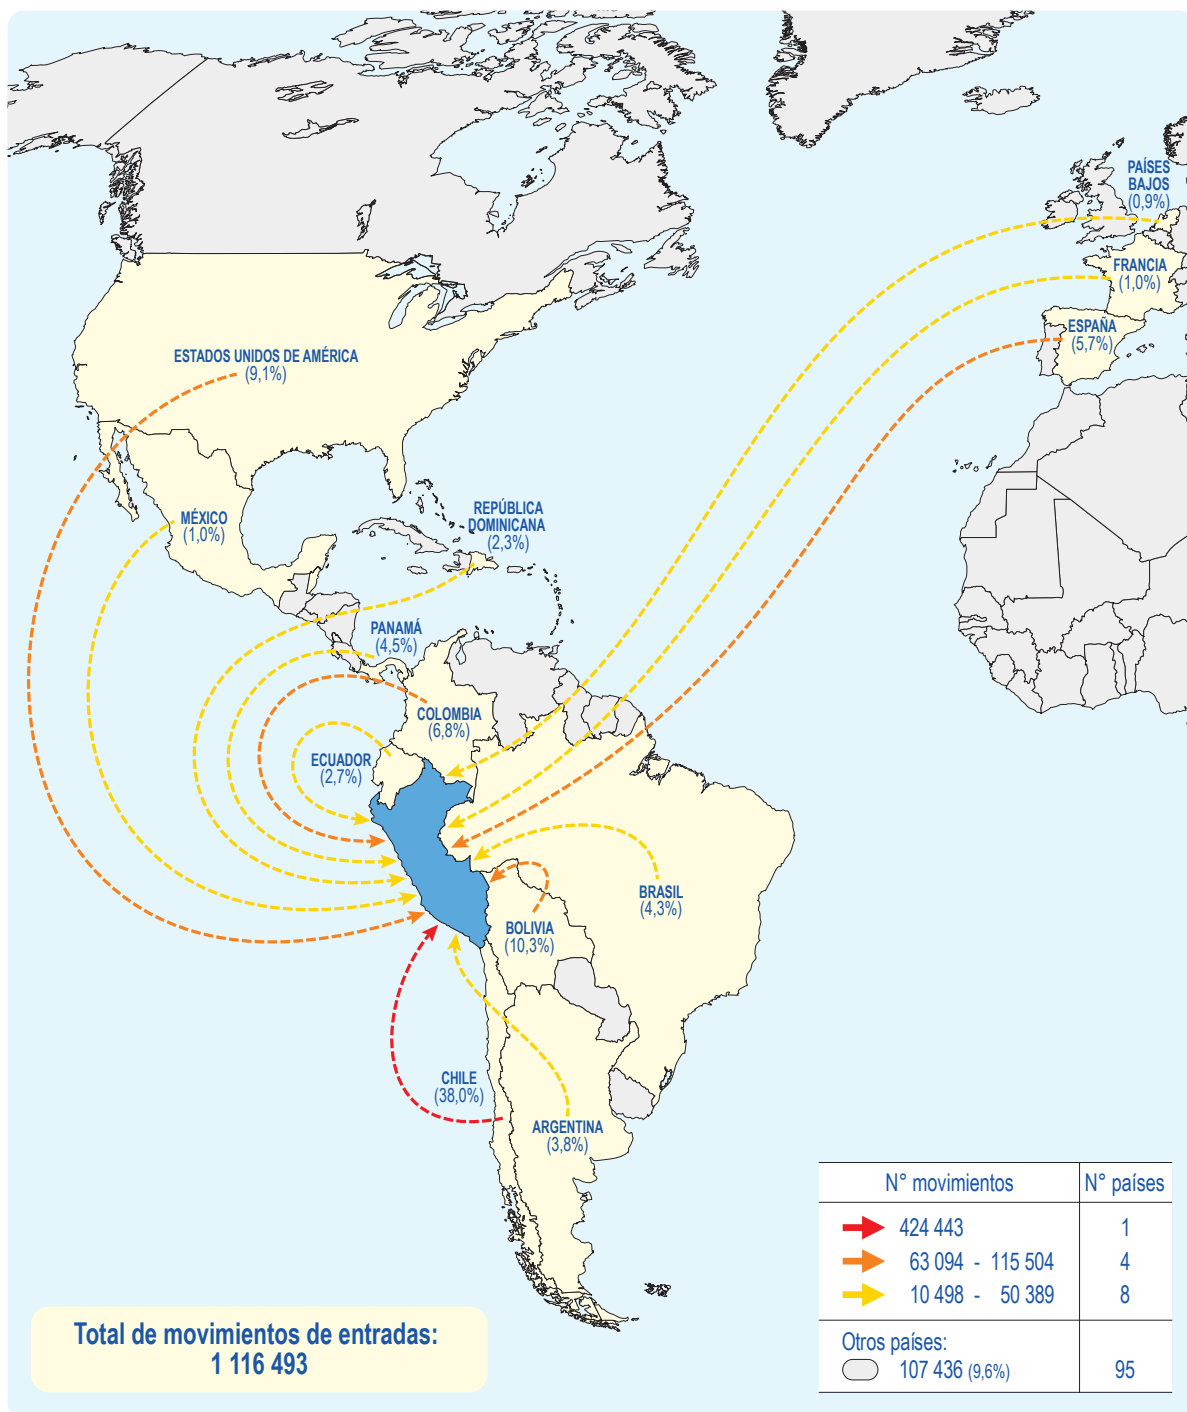 PAÍSES
BAJOS
(0,9%)
FRANCIA
(1,0%)
ESPAÑA
(5,7%)
ESTADOS UNIDOS DE AMÉRICA
(9,1%)
MÉXICO
(1,0%)
REPÚBLICA
DOMINICANA
(2,3%)
PANAMÁ
(4,5%)
COLOMBIA
(6,8%)
ECUADOR
(2,7%)
BRASIL
(4,3%)
BOLIVIA
(10,3%)
CHILE
(38,0%)
ARGENTINA
(3,8%)
N° movimientos N° países
424 443 1
63 094 - 115 504 4
10 498 - 50 389 8
Otros países:
107 436 (9,6%) 95
Total de movimientos de entradas:
1 116 493